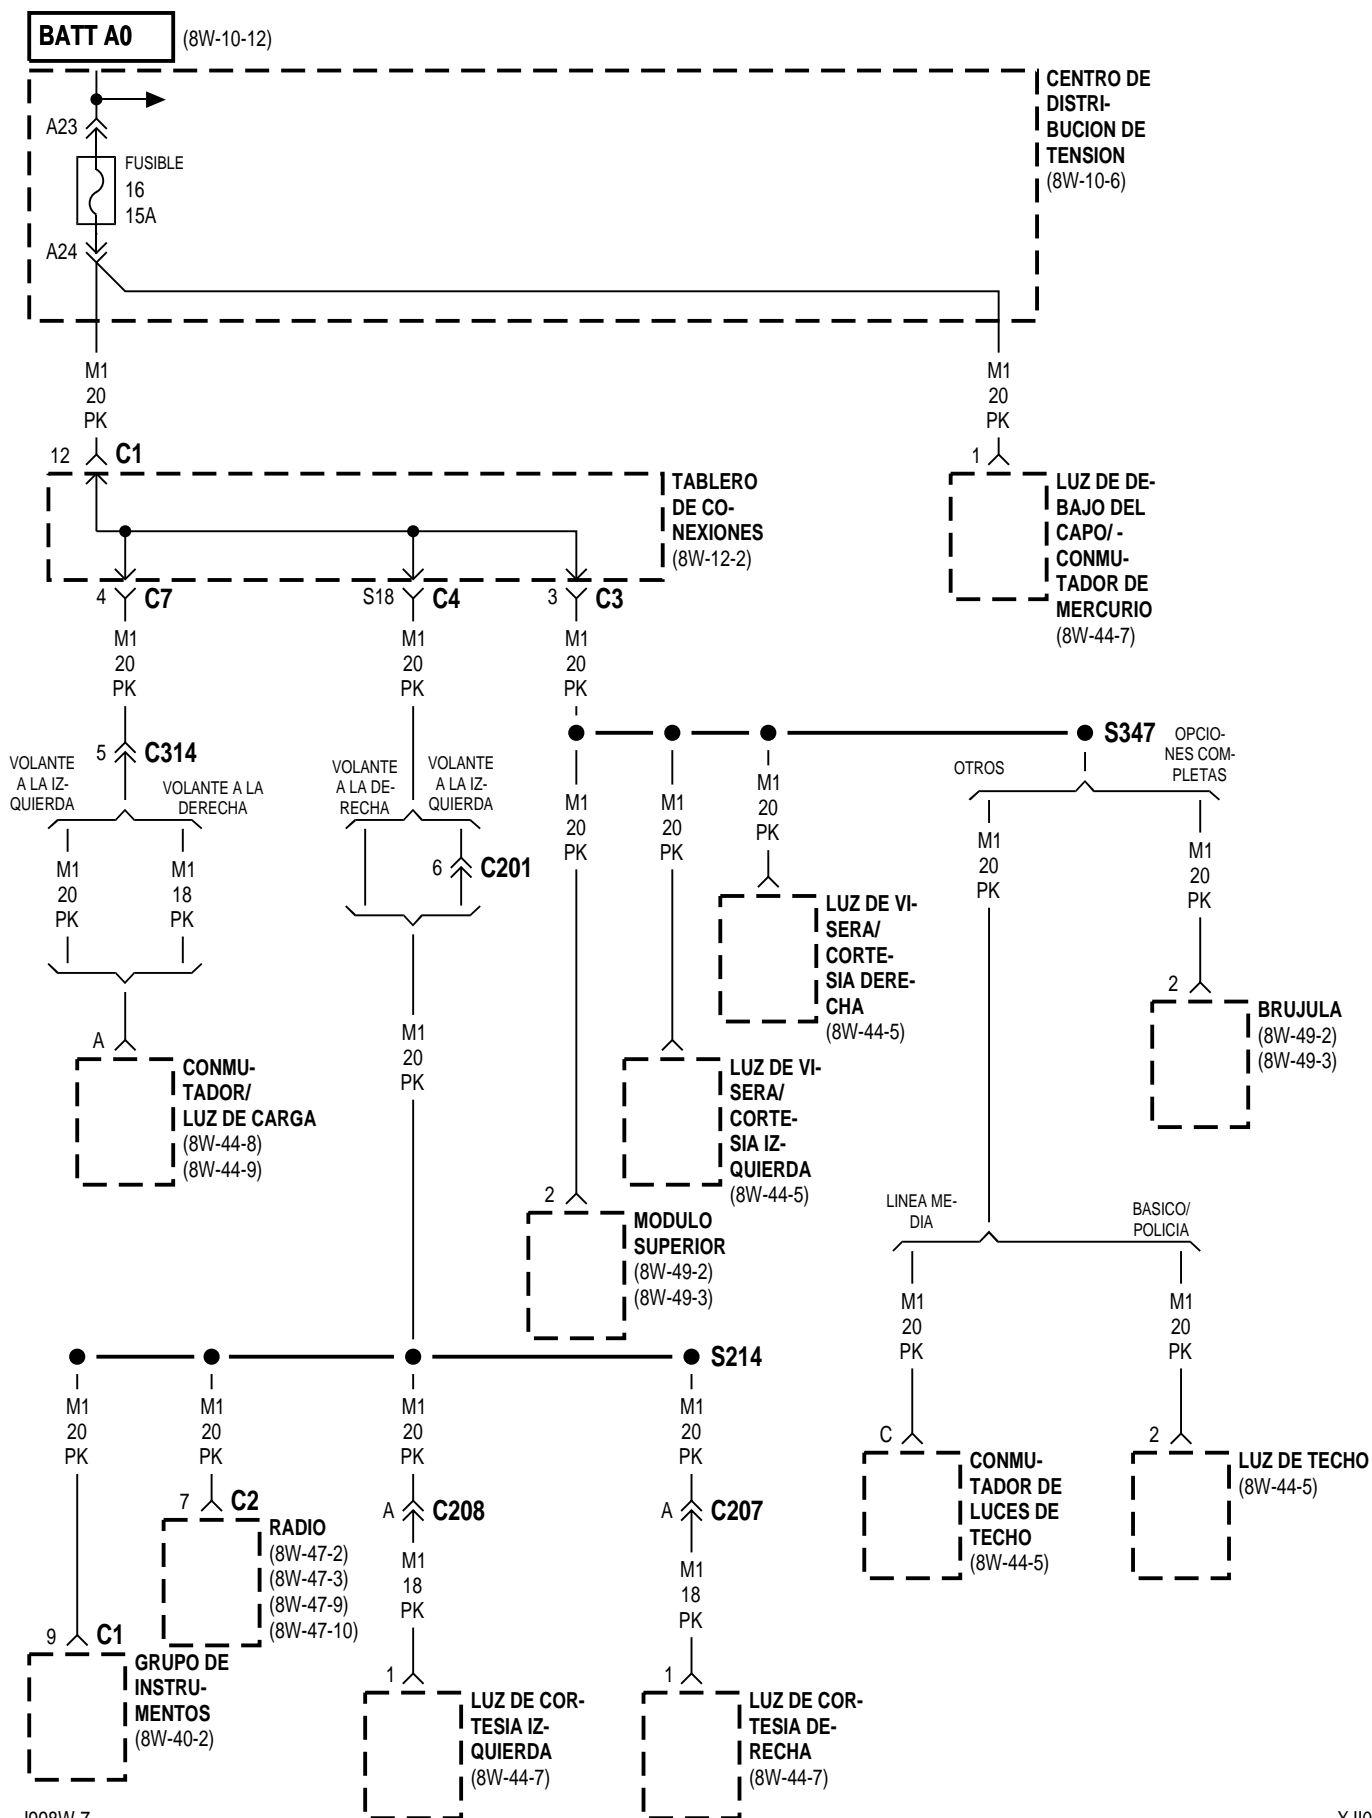 BATT A0 (8W-10-12)
CENTRO DE
DISTRI-
BUCION DE
TENSION
(8W-10-6)
A23
FUSIBLE
16
15A
A24
M1
20
PK
M1
20
PK
12 C1
1
TABLERO
DE CO-
NEXIONES
(8W-12-2)
LUZ DE DE-
BAJO DEL
CAPO/ -
CONMU-
TADOR DE
MERCURIO
(8W-44-7)
4 C7
S18 C4
3 C3
M1
20
PK
M1
20
PK
M1
20
PK
S347
5 C314
VOLANTE
A LA IZ-
QUIERDA
VOLANTE A LA
DERECHA
VOLANTE
A LA DE-
RECHA
VOLANTE
A LA IZ-
QUIERDA
OTROS
OPCIO-
NES COM-
PLETAS
M1
20
PK
M1
18
PK
6 C201
M1
20
PK
M1
20
PK
M1
20
PK
M1
20
PK
M1
20
PK
LUZ DE VI-
SERA/
CORTE-
SIA DERE-
CHA
(8W-44-5)
2
BRUJULA
(8W-49-2)
(8W-49-3)
A
CONMU-
TADOR/
LUZ DE CARGA
(8W-44-8)
(8W-44-9)
M1
20
PK
LUZ DE VI-
SERA/
CORTE-
SIA IZ-
QUIERDA
(8W-44-5)
2
MODULO
SUPERIOR
(8W-49-2)
(8W-49-3)
LINEA ME-
DIA
BASICO/
POLICIA
M1
20
PK
M1
20
PK
S214
M1
20
PK
M1
20
PK
M1
20
PK
M1
20
PK
C
CONMU-
TADOR DE
LUCES DE
TECHO
(8W-44-5)
2
LUZ DE TECHO
(8W-44-5)
7 C2
RADIO
(8W-47-2)
(8W-47-3)
(8W-47-9)
(8W-47-10)
A C208
A C207
M1
18
PK
M1
18
PK
9 C1
GRUPO DE
INSTRU-
MENTOS
(8W-40-2)
1
LUZ DE COR-
TESIA IZ-
QUIERDA
(8W-44-7)
1
LUZ DE COR-
TESIA DE-
RECHA
(8W-44-7)